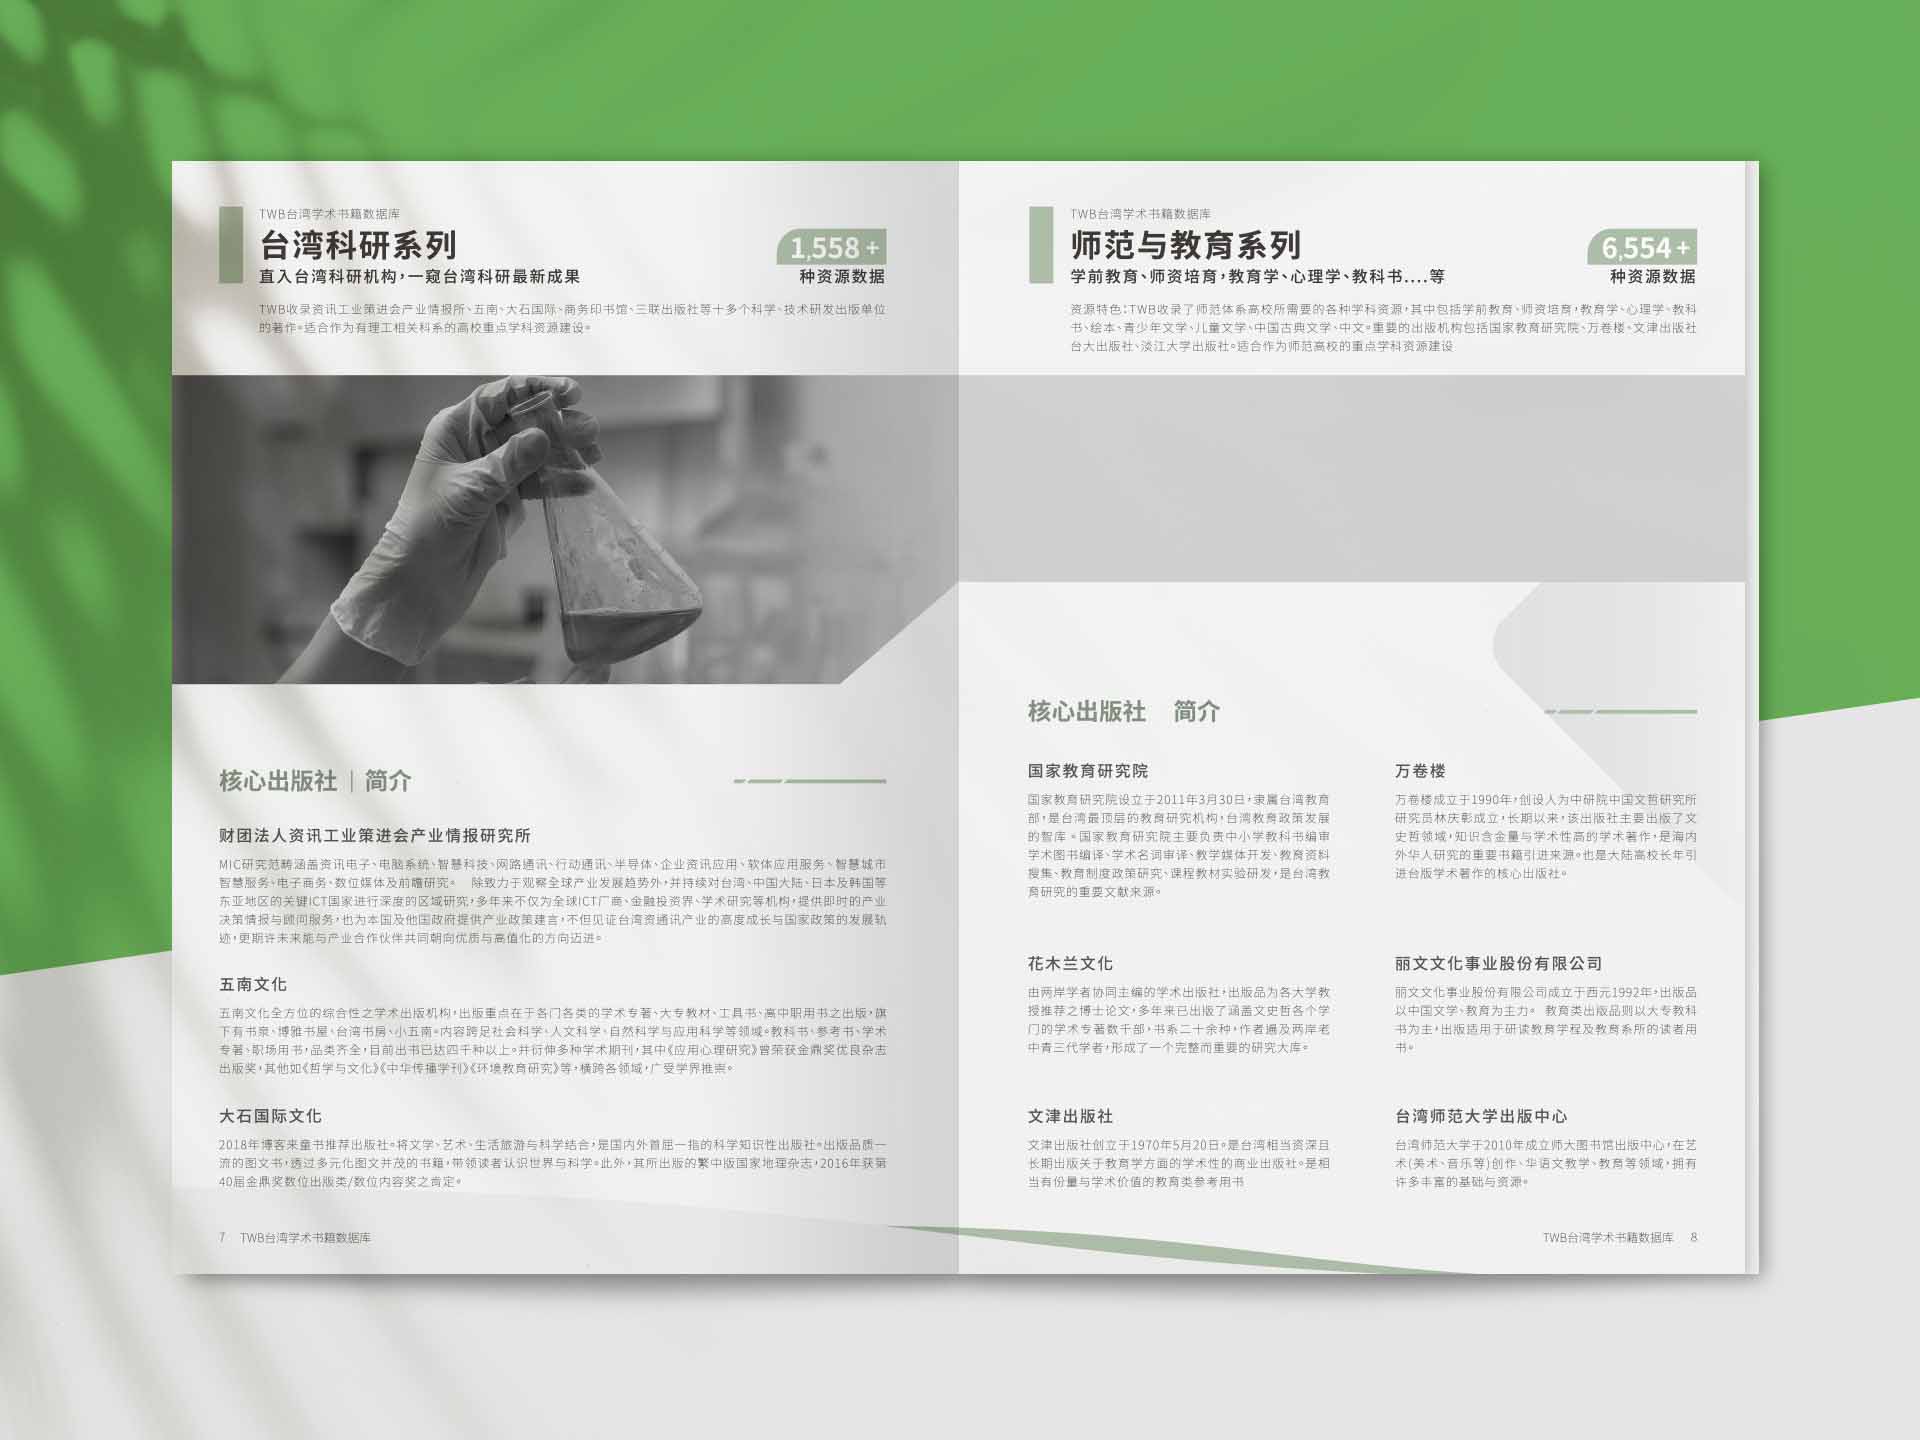 TWB台湾学术书籍数据库
台湾科研系列
直入台湾科研机构，一窥台湾科研最新成果
1,558 +
种资源数据
TWB收录资讯工业策进会产业情报所、五南、大石国际、商务印书馆、三联出版社等十多个科学、技术研发出版单位
的著作。适合作为有理工相关科系的高校重点学科资源建设。
核心出版社 | 简介
财团法人资讯工业策进会产业情报研究所
MIC研究范畴涵盖资讯电子、电脑系统、智慧科技、网路通讯、行动通讯、半导体、企业资讯应用、软体应用服务、智慧城市
智慧服务、电子商务、数位媒体及前瞻研究。 除致力于观察全球产业发展趋势外，并持续对台湾、中国大陆、日本及韩国等
东亚地区的关键ICT国家进行深度的区域研究，多年来不仅为全球ICT厂商、金融投资界、学术研究等机构，提供即时的产业
决策情报与顾问服务，也为本国及他国政府提供产业政策建言，不但见证台湾资通讯产业的高度成长与国家政策的发展轨
迹，更期许未来能与产业合作伙伴共同朝向优质与高值化的方向迈进。
五南文化
五南文化全方位的综合性之学术出版机构，出版重点在于各门各类的学术专著、大专教材、工具书、高中职用书之出版，旗
下有书泉、博雅书屋、台湾书房、小五南。内容跨足社会科学、人文科学、自然科学与应用科学等领域。教科书、参考书、学术
专著、职场用书，品类齐全，目前出书已达四千种以上。并衍伸多种学术期刊，其中《应用心理研究》曾荣获金鼎奖优良杂志
出版奖，其他如《哲学与文化》《中华传播学刊》《环境教育研究》等，横跨各领域，广受学界推崇。
大石国际文化
2018年博客来童书推荐出版社。将文学、艺术、生活旅游与科学结合，是国内外首屈一指的科学知识性出版社。出版品质一
流的图文书，透过多元化图文并茂的书籍，带领读者认识世界与科学。此外，其所出版的繁中版国家地理杂志，2016年获第
40届金鼎奖数位出版类/数位内容奖之肯定。
7 TWB台湾学术书籍数据库
TWB台湾学术书籍数据库
师范与教育系列
学前教育、师资培育，教育学、心理学、教科书....等
6,554 +
种资源数据
资源特色：TWB收录了师范体系高校所需要的各种学科资源，其中包括学前教育、师资培育，教育学、心理学、教科
书、绘本、青少年文学、儿童文学、中国古典文学、中文。重要的出版机构包括国家教育研究院、万卷楼、文津出版社
台大出版社、淡江大学出版社。适合作为师范高校的重点学科资源建设
核心出版社 简介
国家教育研究院
国家教育研究院设立于2011年3月30日，隶属台湾教育
部，是台湾最顶层的教育研究机构，台湾教育政策发展
的智库 。国家教育研究院主要负责中小学教科书编审
学术图书编译、学术名词审译、教学媒体开发、教育资料
搜集、教育制度政策研究、课程教材实验研发，是台湾教
育研究的重要文献来源。
万卷楼
万卷楼成立于1990年，创设人为中研院中国文哲研究所
研究员林庆彰成立，长期以来，该出版社主要出版了文
史哲领域，知识含金量与学术性高的学术著作，是海内
外华人研究的重要书籍引进来源。也是大陆高校长年引
进台版学术著作的核心出版社。
花木兰文化
由两岸学者协同主编的学术出版社，出版品为各大学教
授推荐之博士论文，多年来已出版了涵盖文史哲各个学
门的学术专著数千部，书系二十余种，作者遍及两岸老
中青三代学者，形成了一个完整而重要的研究大库。
丽文文化事业股份有限公司
丽文文化事业股份有限公司成立于西元1992年，出版品
以中国文学、教育为主力。 教育类出版品则以大专教科
书为主，出版适用于研读教育学程及教育系所的读者用
书。
文津出版社
文津出版社创立于1970年5月20日。是台湾相当资深且
长期出版关于教育学方面的学术性的商业出版社。是相
当有份量与学术价值的教育类参考用书
台湾师范大学出版中心
台湾师范大学于2010年成立师大图书馆出版中心，在艺
术(美术、音乐等)创作、华语文教学、教育等领域，拥有
许多丰富的基础与资源。
TWB台湾学术书籍数据库 8